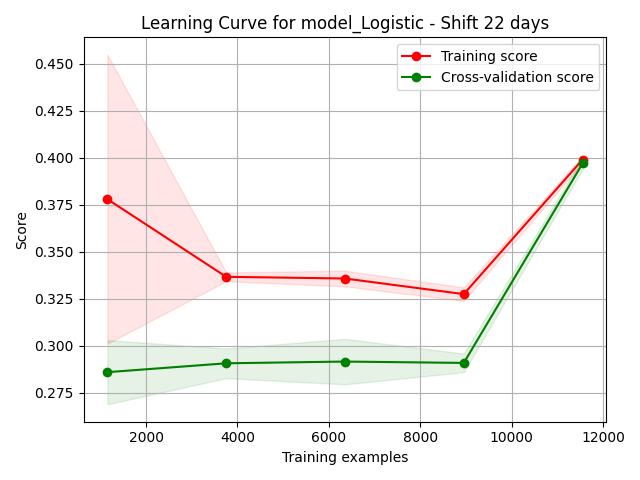 Learning Curve for model_Logistic - Shift 22 days
Training score
Cross-validation score
0.450
0.425
0.400
0.375
0.350
0.325
0.300
0.275
Score
2000 4000 6000 8000 10000 12000
Training examples